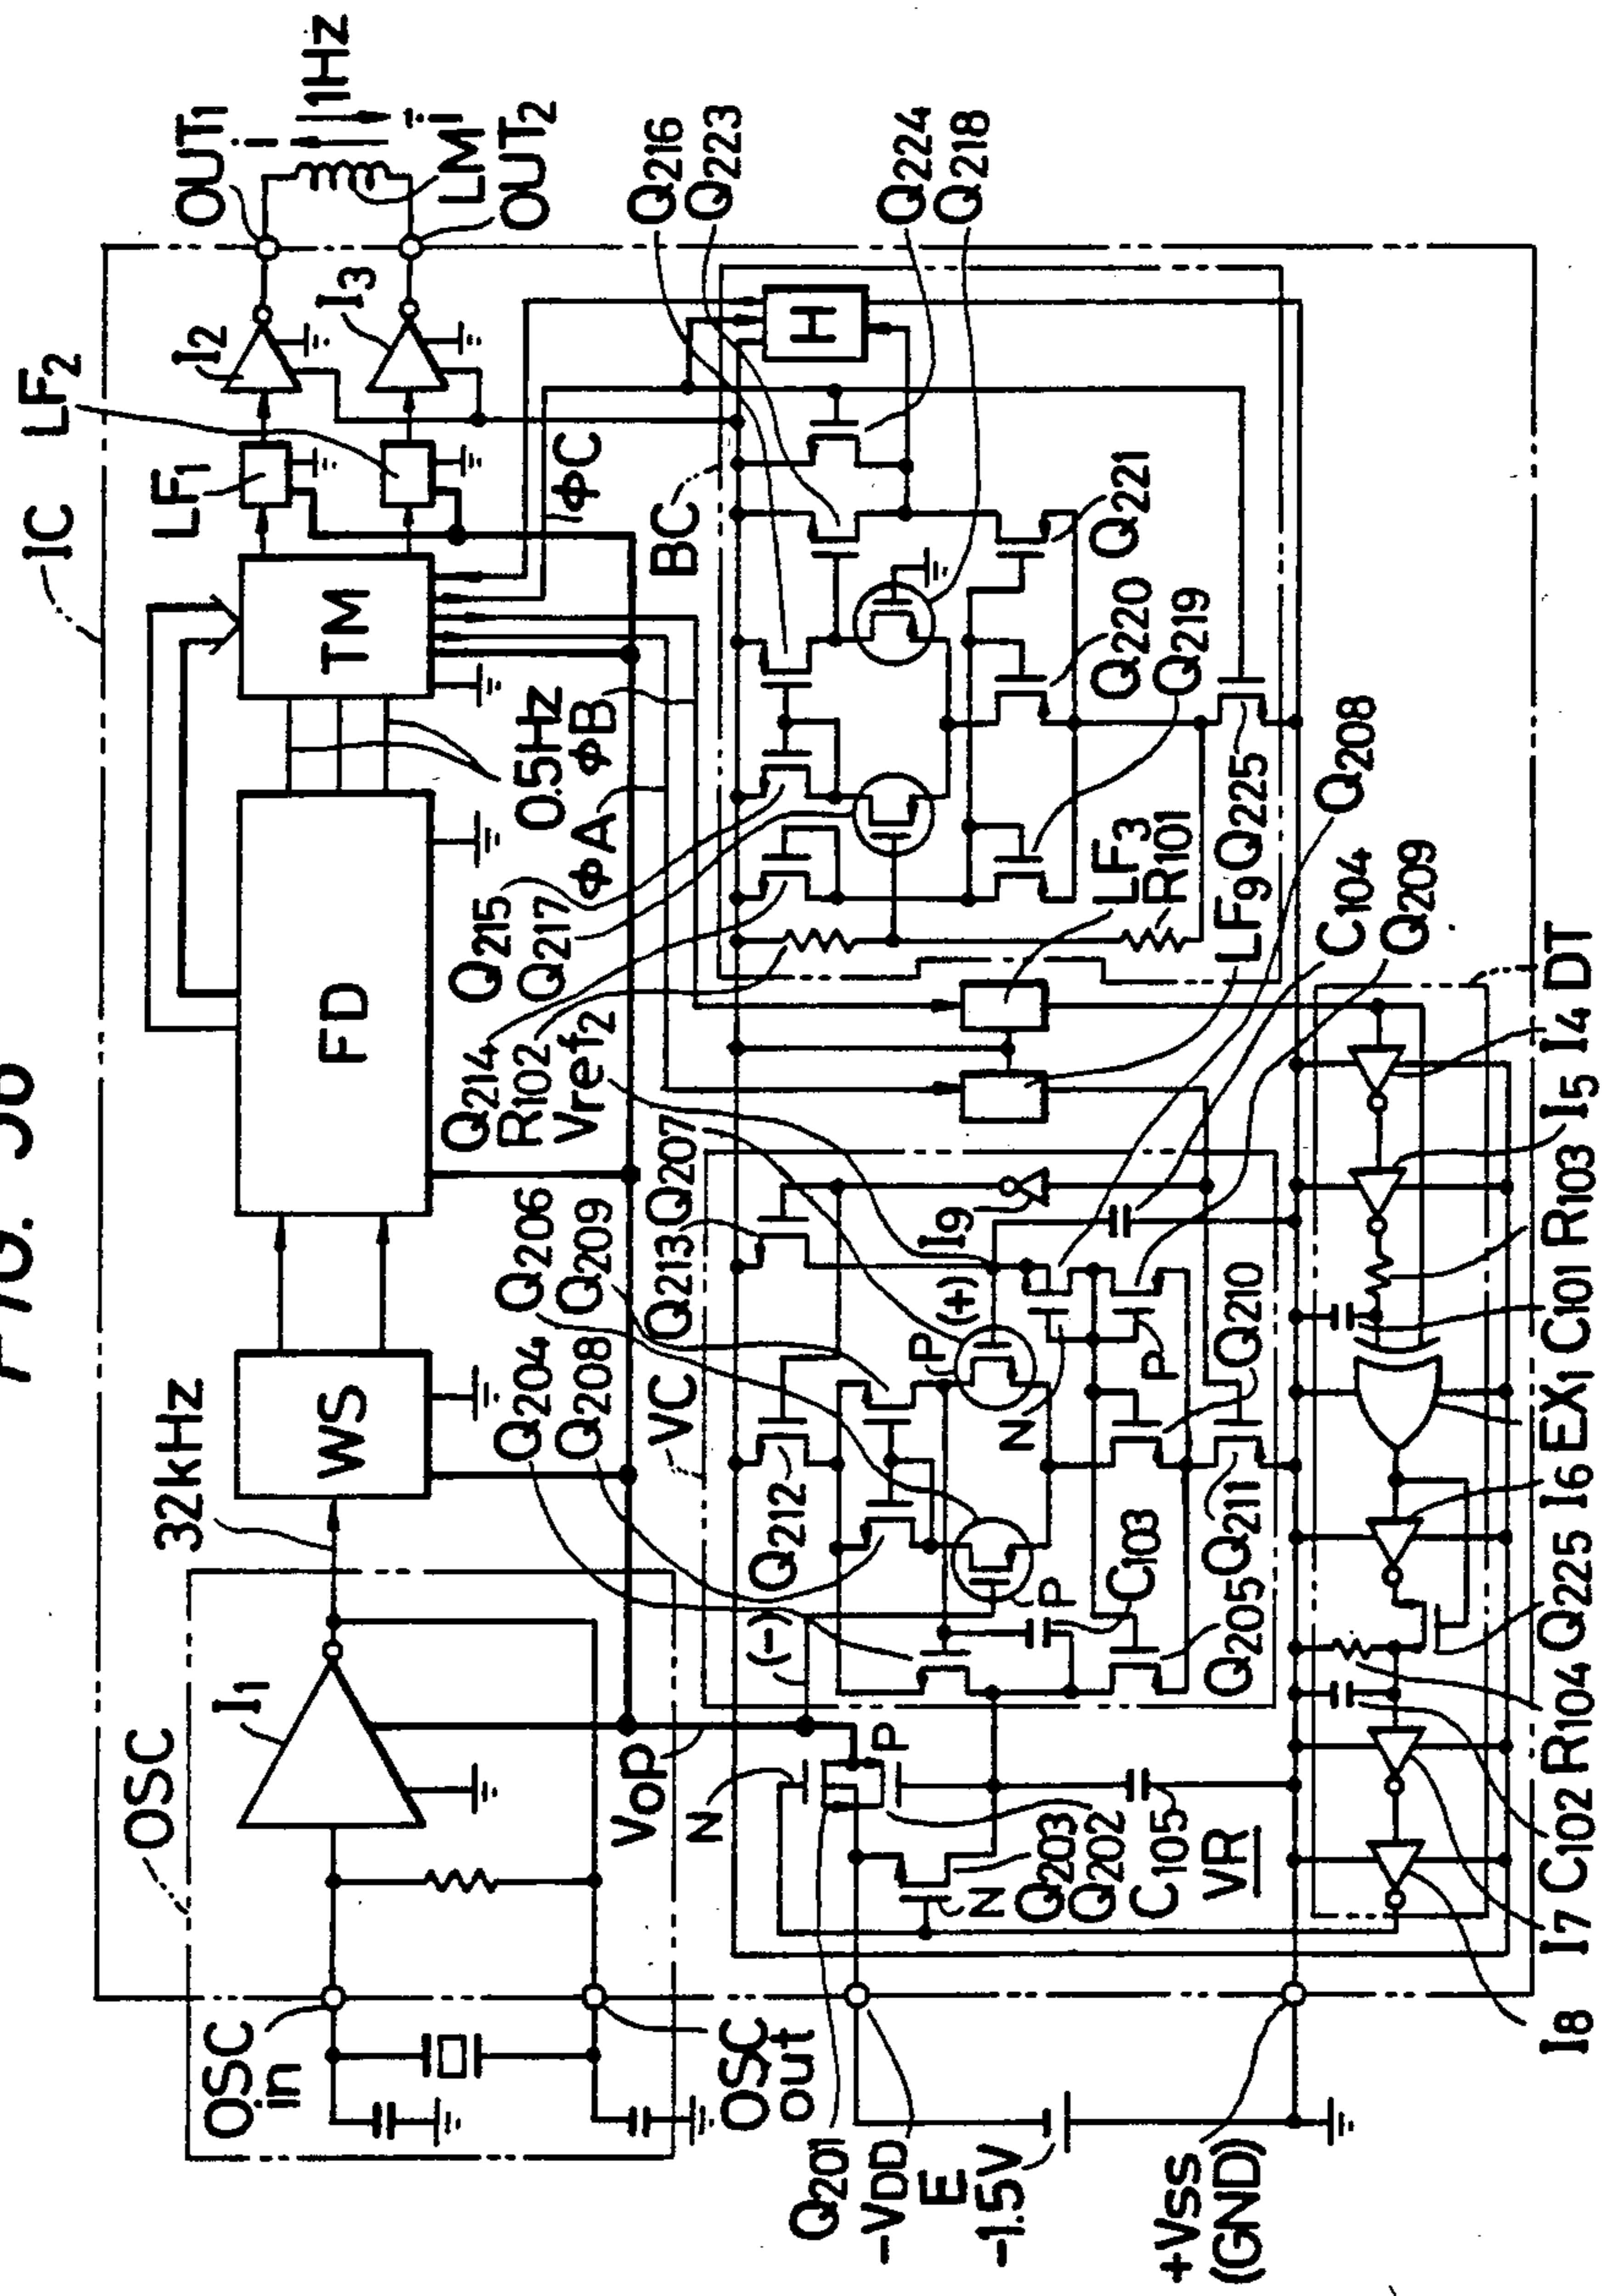 FIG.
IC
OSC
OSC
in
I1
32kHz
WS
FD
TM
LF1
LF2
I2
I3
OUT1
i
1Hz
i
LM
OUT2
OSC
out
VOP
Q204
Q208
Q206
Q209
0.5Hz
φA
φB
φC
VC
Q213
Q207
Q214
R102
Vref2
Q215
Q217
BC
Q216
Q223
Q224
Q218
H
Q201
-VDD
E
-1.5V
N
P
(-)
Q212
P
(+)
N
P
I9
P
N
Q203
Q202
C105
VR
C103
Q205
Q211
Q210
LF3
R101
LF9
Q225
Q219
Q220
Q221
Q208
C104
Q209
+VSS
(GND)
I8
I7
C102
R104
Q225
I6
EX1
C101
R103
I5
I4
DT